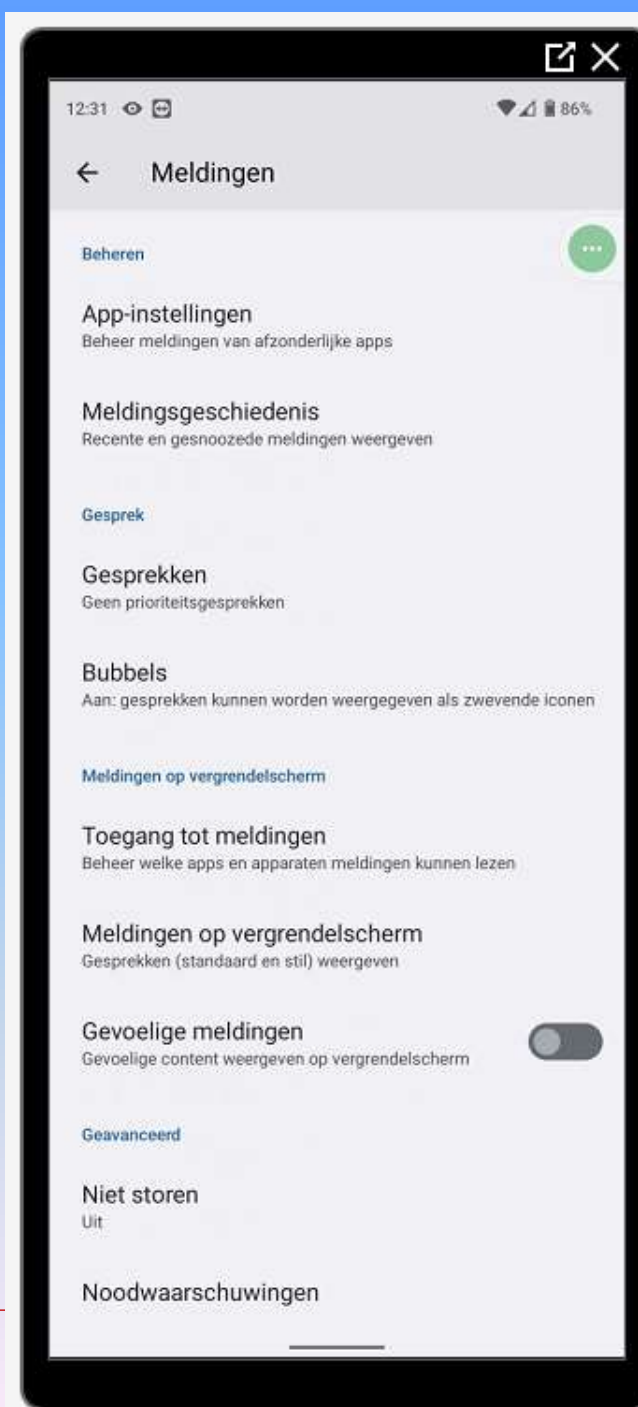 12:31 86%
Meldingen
Beheren
App-instellingen
Beheer meldingen van afzonderlijke apps
Meldingsgeschiedenis
Recente en gesnoozede meldingen weergeven
Gesprek
Gesprekken
Geen prioriteitsgesprekken
Bubbels
Aan: gesprekken kunnen worden weergegeven als zwevende iconen
Meldingen op vergrendelscherm
Toegang tot meldingen
Beheer welke apps en apparaten meldingen kunnen lezen
Meldingen op vergrendelscherm
Gesprekken (standaard en stil) weergeven
Gevoelige meldingen
Gevoelige content weergeven op vergrendelscherm
Geavanceerd
Niet storen
Uit
Noodwaarschuwingen